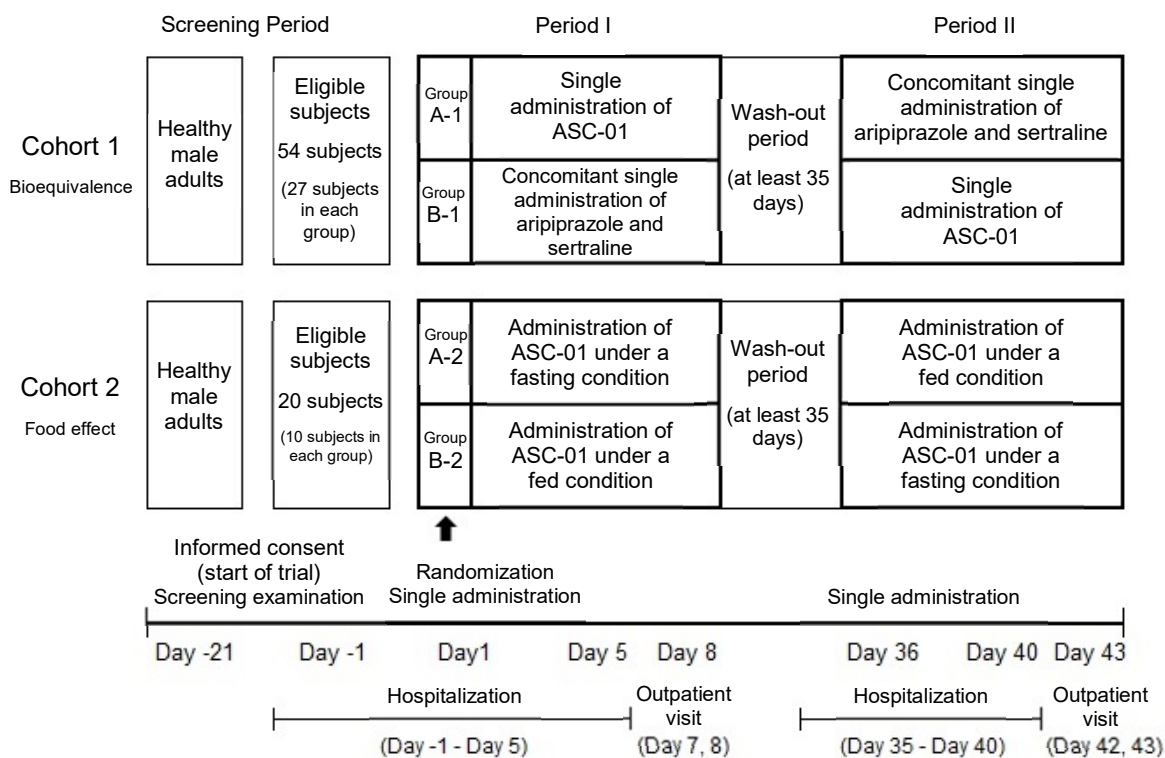 Screening Period
Period I
Period II
Cohort 1
Bioequivalence
Healthy
male
adults
Eligible
subjects
54 subjects
(27 subjects
in each
group)
Group
A-1
Single
administration of
ASC-01
Group
B-1
Concomitant single
administration of
aripiprazole and
sertraline
Wash-out
period
(at least 35
days)
Concomitant single
administration of
aripiprazole and sertraline
Single
administration of
ASC-01
Cohort 2
Food effect
Healthy
male
adults
Eligible
subjects
20 subjects
(10 subjects in
each group)
Group
A-2
Administration of
ASC-01 under a
fasting condition
Group
B-2
Administration of
ASC-01 under a
fed condition
Wash-out
period
(at least 35
days)
Administration of
ASC-01 under a
fed condition
Administration of
ASC-01 under a
fasting condition
Informed consent
(start of trial)
Screening examination
Randomization
Single administration
Single administration
Day -21
Day -1
Day1
Day 5
Day 8
Day 36
Day 40
Day 43
Hospitalization
(Day -1 - Day 5)
Outpatient
visit
(Day 7, 8)
Hospitalization
(Day 35 - Day 40)
Outpatient
visit
(Day 42, 43)